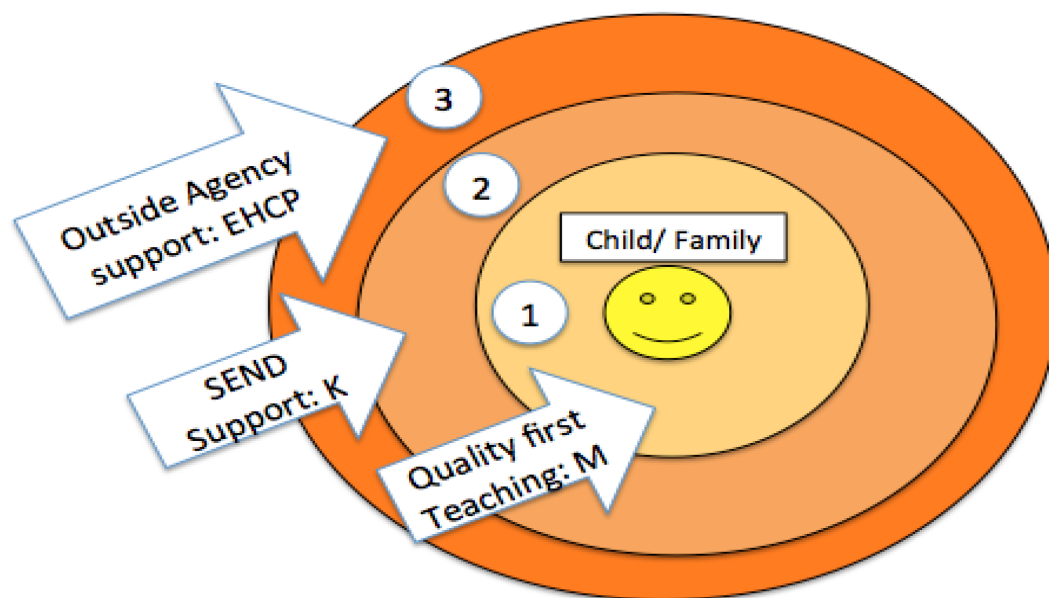 3
Outside Agency
support: EHCP
2
Child/ Family
1
SEND
Support: K
Quality first
Teaching: M